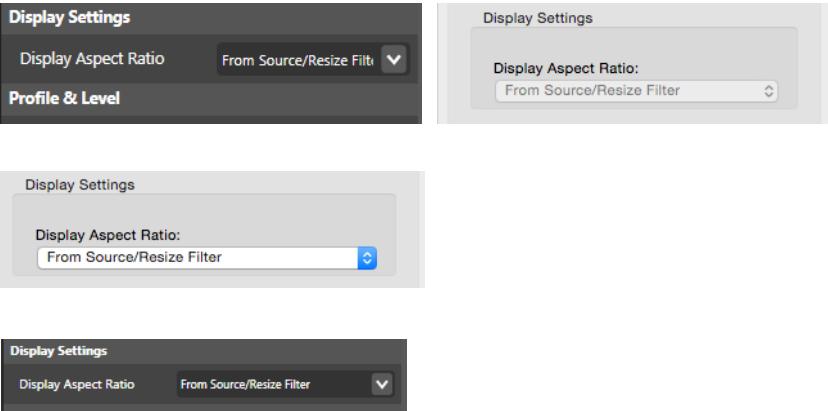 Display Settings
Display Aspect Ratio
From Source/Resize Filt
Profile & Level
Display Settings
Display Aspect Ratio:
From Source/Resize Filter
Display Settings
Display Aspect Ratio:
From Source/Resize Filter
Display Settings
Display Aspect Ratio
From Source/Resize Filter